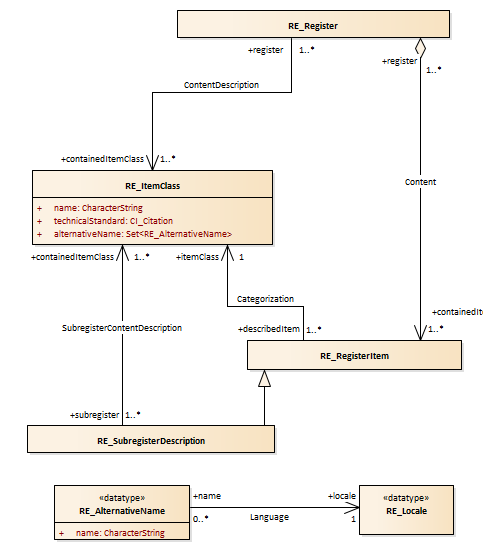 RE_Register
+register 1..*
+register
1..*
ContentDescription
+containedItemClass 1..*
Content
RE_ItemClass
+ name: CharacterString
+ technicalStandard: CI_Citation
+ alternativeName: Set<RE_AlternativeName>
+containedItemClass 1..* +itemClass 1
Categorization
+containedIt
SubregisterContentDescription
+describedItem 1..*
1..*
RE_RegisterItem
+subregister 1..*
RE_SubregisterDescription
«datatype»
RE_AlternativeName
+ name: CharacterString
+name
0..*
Language
+locale
1
«datatype»
RE_Locale